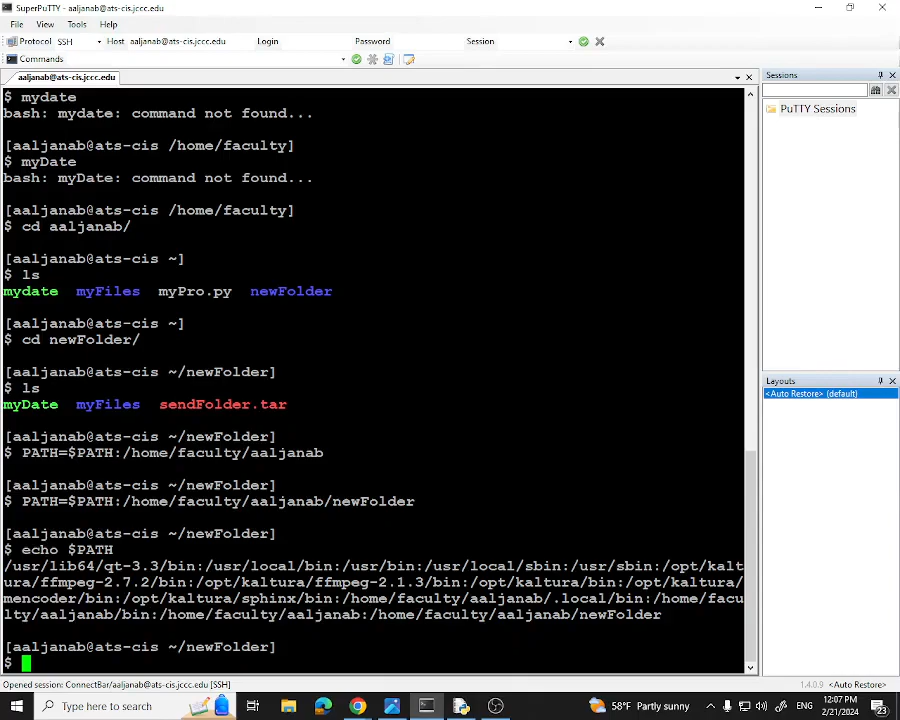 SuperPuTTY - aaljanab@ats-cis.jccc.edu
File View Tools Help
Protocol SSH Host aaljanab@ats-cis.jccc.edu Login Password Session
Commands
aaljanab@ats-cis.jccc.edu
$ mydate
bash: mydate: command not found...
[aaljanab@ats-cis /home/faculty]
$ myDate
bash: myDate: command not found...
[aaljanab@ats-cis /home/faculty]
$ cd aaljanab/
[aaljanab@ats-cis ~]
$ ls
mydate myFiles myPro.py newFolder
[aaljanab@ats-cis ~]
$ cd newFolder/
[aaljanab@ats-cis ~/newFolder]
$ ls
myDate myFiles sendFolder.tar
[aaljanab@ats-cis ~/newFolder]
$ PATH=$PATH:/home/faculty/aaljanab
[aaljanab@ats-cis ~/newFolder]
$ PATH=$PATH:/home/faculty/aaljanab/newFolder
[aaljanab@ats-cis ~/newFolder]
$ echo $PATH
/usr/lib64/qt-3.3/bin:/usr/local/bin:/usr/bin:/usr/local/sbin:/usr/sbin:/opt/kalt
ura/ffmpeg-2.7.2/bin:/opt/kaltura/ffmpeg-2.1.3/bin:/opt/kaltura/bin:/opt/kaltura/
mencoder/bin:/opt/kaltura/sphinx/bin:/home/faculty/aaljanab/.local/bin:/home/facu
lty/aaljanab/bin:/home/faculty/aaljanab:/home/faculty/aaljanab/newFolder
[aaljanab@ats-cis ~/newFolder]
$
Sessions
PuTTY Sessions
Layouts
<Auto Restore> (default)
Opened session: ConnectBar/aaljanab@ats-cis.jccc.edu [SSH]
1.4.0.9 <Auto Restore>
Type here to search
58°F Partly sunny
ENG
12:07 PM
2/21/2024
23